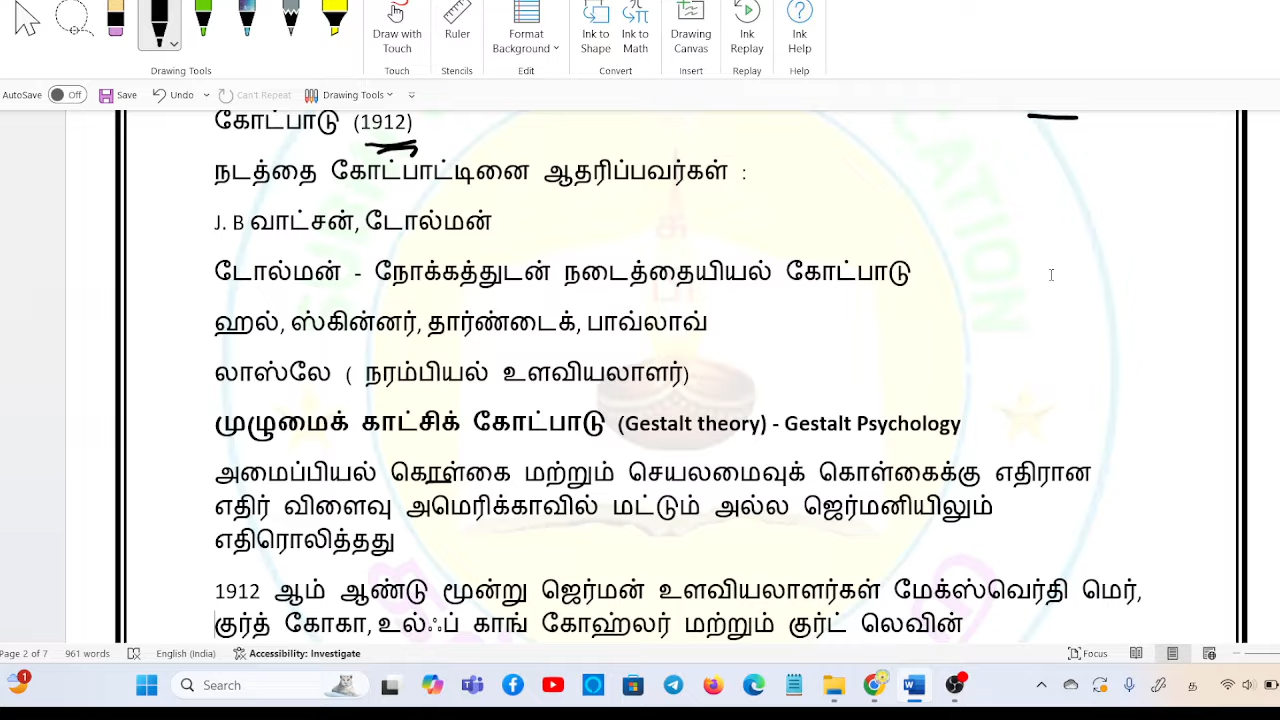 Draw with Touch
Ruler
Format Background
Ink to Shape
Ink to Math
Drawing Canvas
Ink Replay
Ink Help
Drawing Tools
Touch
Stencils
Edit
Convert
Insert
Replay
Help
AutoSave Off Save Undo Can't Repeat Drawing Tools
கோட்பாடு (1912)
நடத்தை கோட்பாட்டினை ஆதரிப்பவர்கள் :
J. B வாட்சன், டோல்மன்
டோல்மன் - நோக்கத்துடன் நடைத்தையியல் கோட்பாடு
ஹல், ஸ்கின்னர், தார்ண்டைக், பாவ்லாவ்
லாஸ்லே ( நரம்பியல் உளவியலாளர்)
முழுமைக் காட்சிக் கோட்பாடு (Gestalt theory) - Gestalt Psychology
அமைப்பியல் கொள்கை மற்றும் செயலமைவுக் கொள்கைக்கு எதிரான
எதிர் விளைவு அமெரிக்காவில் மட்டும் அல்ல ஜெர்மனியிலும்
எதிரொலித்தது
1912 ஆம் ஆண்டு மூன்று ஜெர்மன் உளவியலாளர்கள் மேக்ஸ்வெர்தி மெர்,
குர்த் கோகா, உல்ஃப் காங் கோஹ்லர் மற்றும் குர்ட் லெவின்
Page 2 of 7 961 words English (India) Accessibility: Investigate Focus
Search